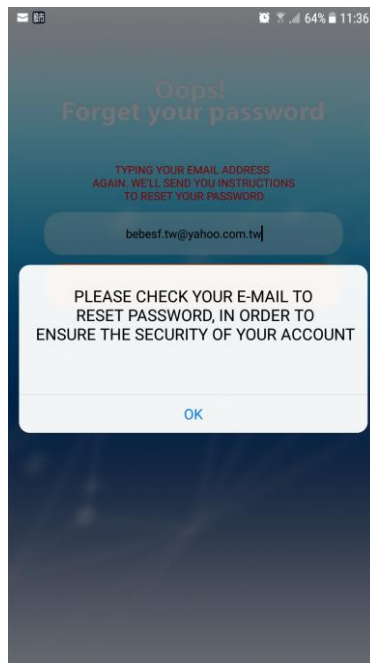 64% 11:36
Oops!
Forget your password
TYPING YOUR EMAIL ADDRESS
AGAIN. WE'LL SEND YOU INSTRUCTIONS
TO RESET YOUR PASSWORD.
bebesf.tw@yahoo.com.tw
PLEASE CHECK YOUR E-MAIL TO
RESET PASSWORD, IN ORDER TO
ENSURE THE SECURITY OF YOUR ACCOUNT
OK